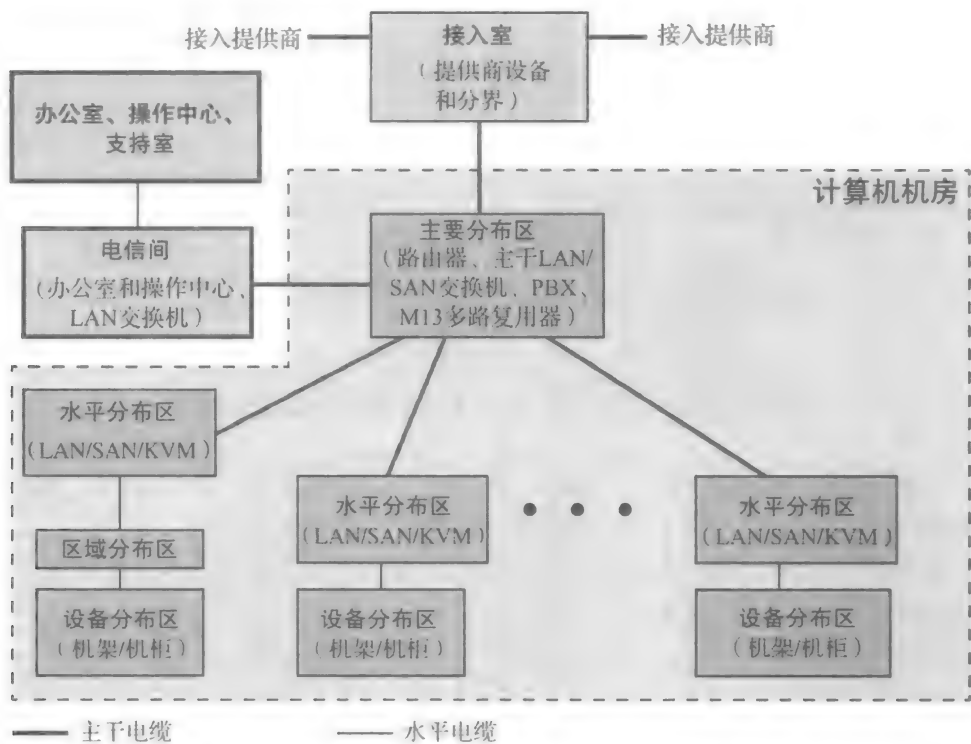 接入提供商
接入室
（提供商设备
和分界）
接入提供商
办公室、操作中心、
支持室
计算机机房
电信间
（办公室和操作中心、
LAN交换机）
主要分布区
（路由器、主干LAN/
SAN交换机、PBX、
M13多路复用器）
水平分布区
（LAN/SAN/KVM）
水平分布区
（LAN/SAN/KVM）
水平分布区
（LAN/SAN/KVM）
区域分布区
设备分布区
（机架/机柜）
设备分布区
（机架/机柜）
设备分布区
（机架/机柜）
主干电缆
水平电缆